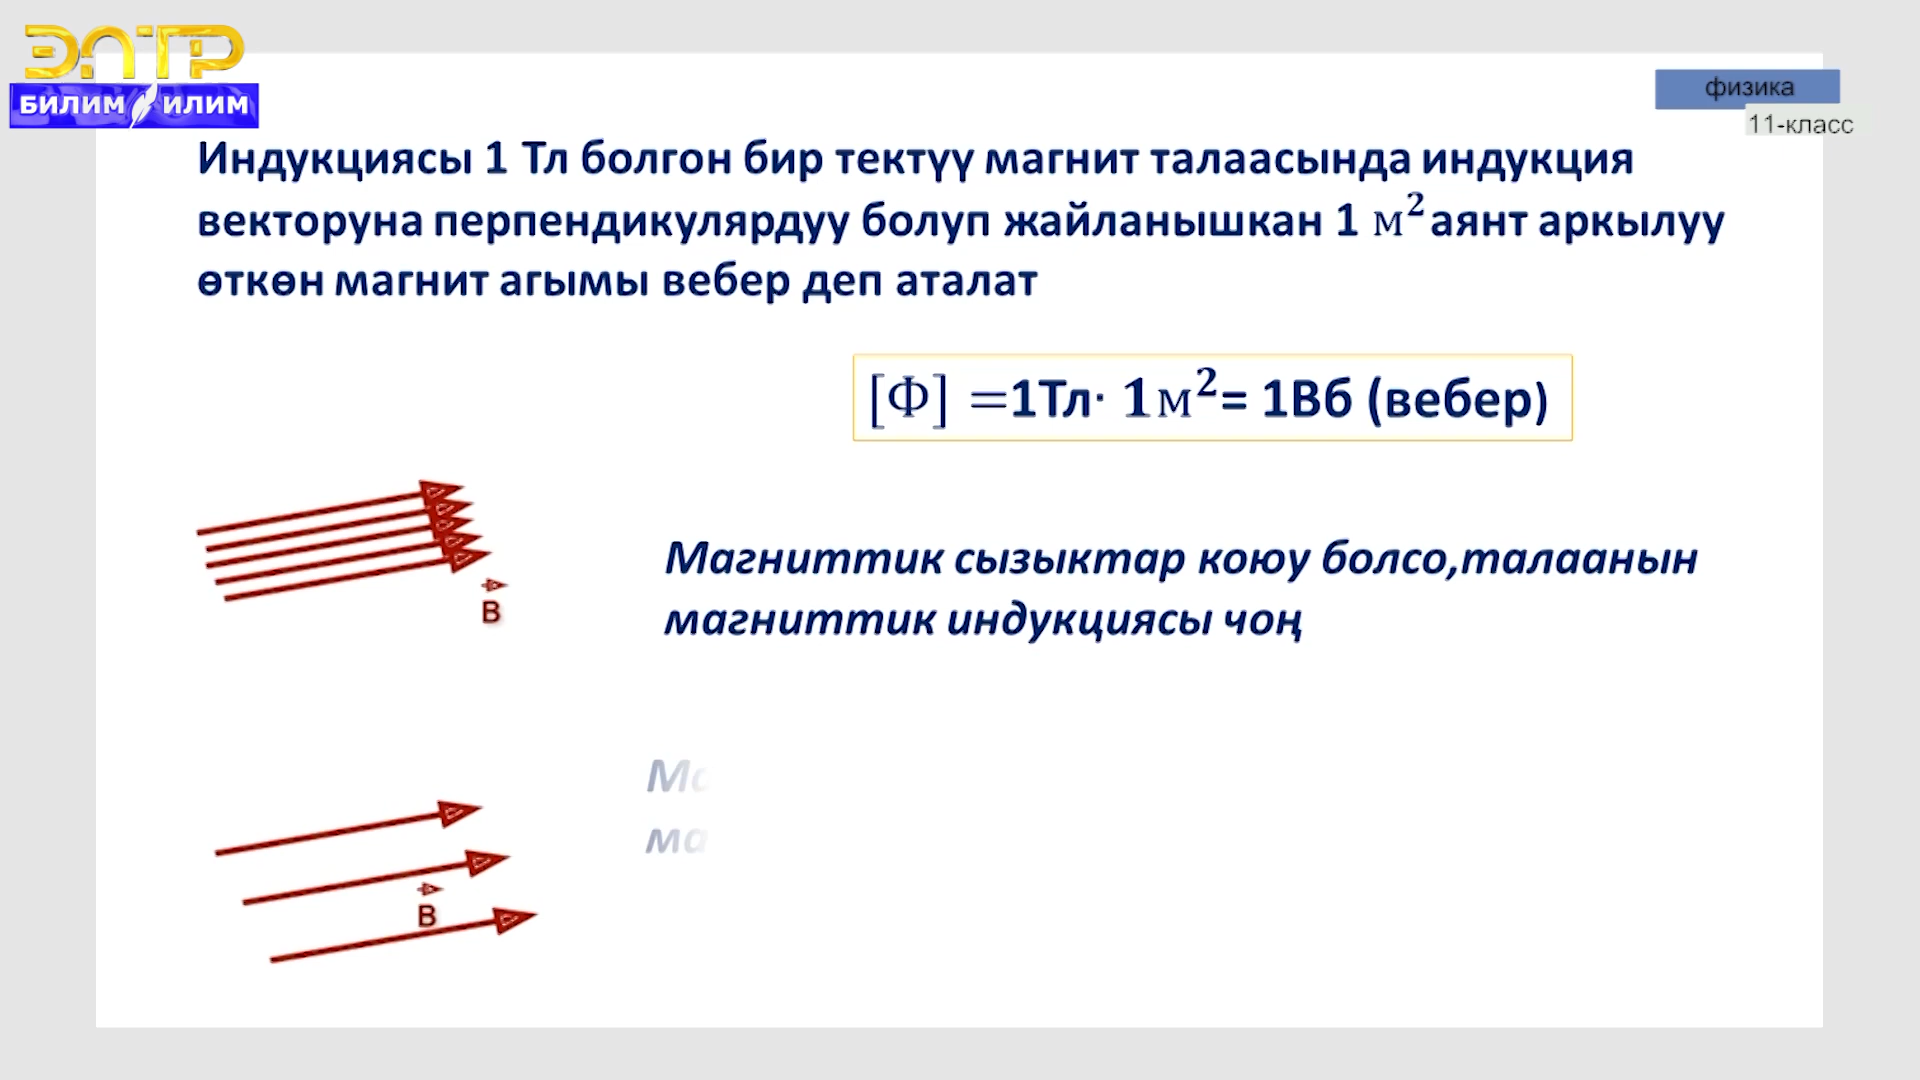 ЭЛТР
БИЛИМ ИЛИМ
физика
11-класс
Индукциясы 1 Тл болгон бир тектүү магнит талаасында индукция
векторуна перпендикулярдуу болуп жайланышкан 1 м² аянт аркылуу
өткөн магнит агымы вебер деп аталат
[Ф] =1Тл· 1м²= 1Вб (вебер)
Магниттик сызыктар коюу болсо,талаанын
магниттик индукциясы чоң
B
B